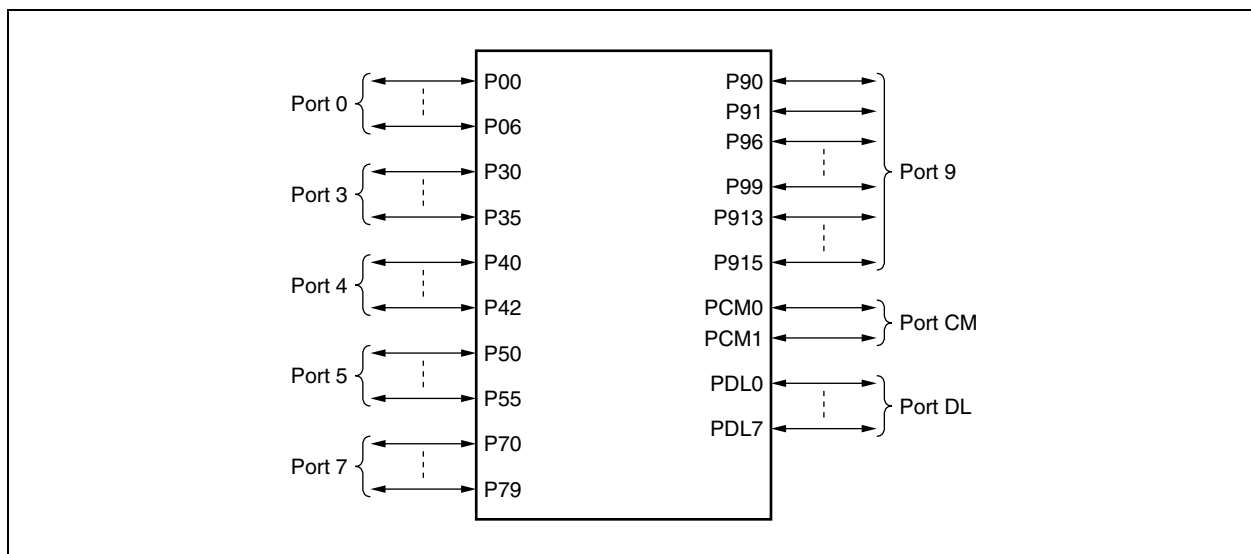 Port 0
P00
P06
Port 3
P30
P35
Port 4
P40
P42
Port 5
P50
P55
Port 7
P70
P79
P90
P91
P96
P99
P913
P915
Port 9
PCM0
PCM1
Port CM
PDL0
PDL7
Port DL